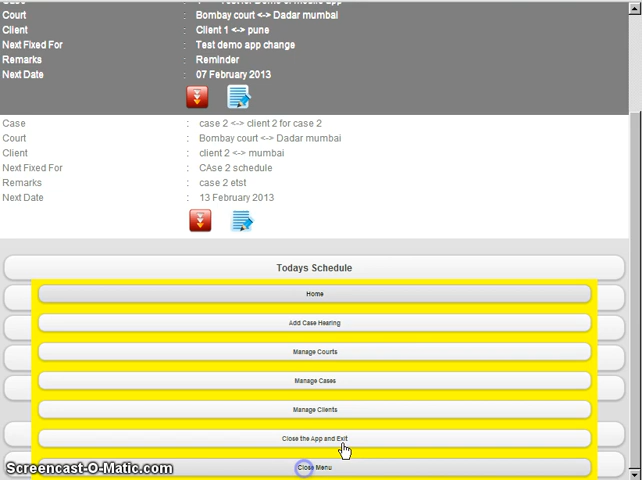 Court : Bombay court <-> Dadar mumbai
Client : Client 1 <-> pune
Next Fixed For : Test demo app change
Remarks : Reminder
Next Date : 07 February 2013
Case : case 2 <-> client 2 for case 2
Court : Bombay court <-> Dadar mumbai
Client : client 2 <-> mumbai
Next Fixed For : CAse 2 schedule
Remarks : case 2 etst
Next Date : 13 February 2013
Todays Schedule
Home
Add Case Hearing
Manage Courts
Manage Cases
Manage Clients
Close the App and Exit
Close Menu
Screencast-O-Matic.com